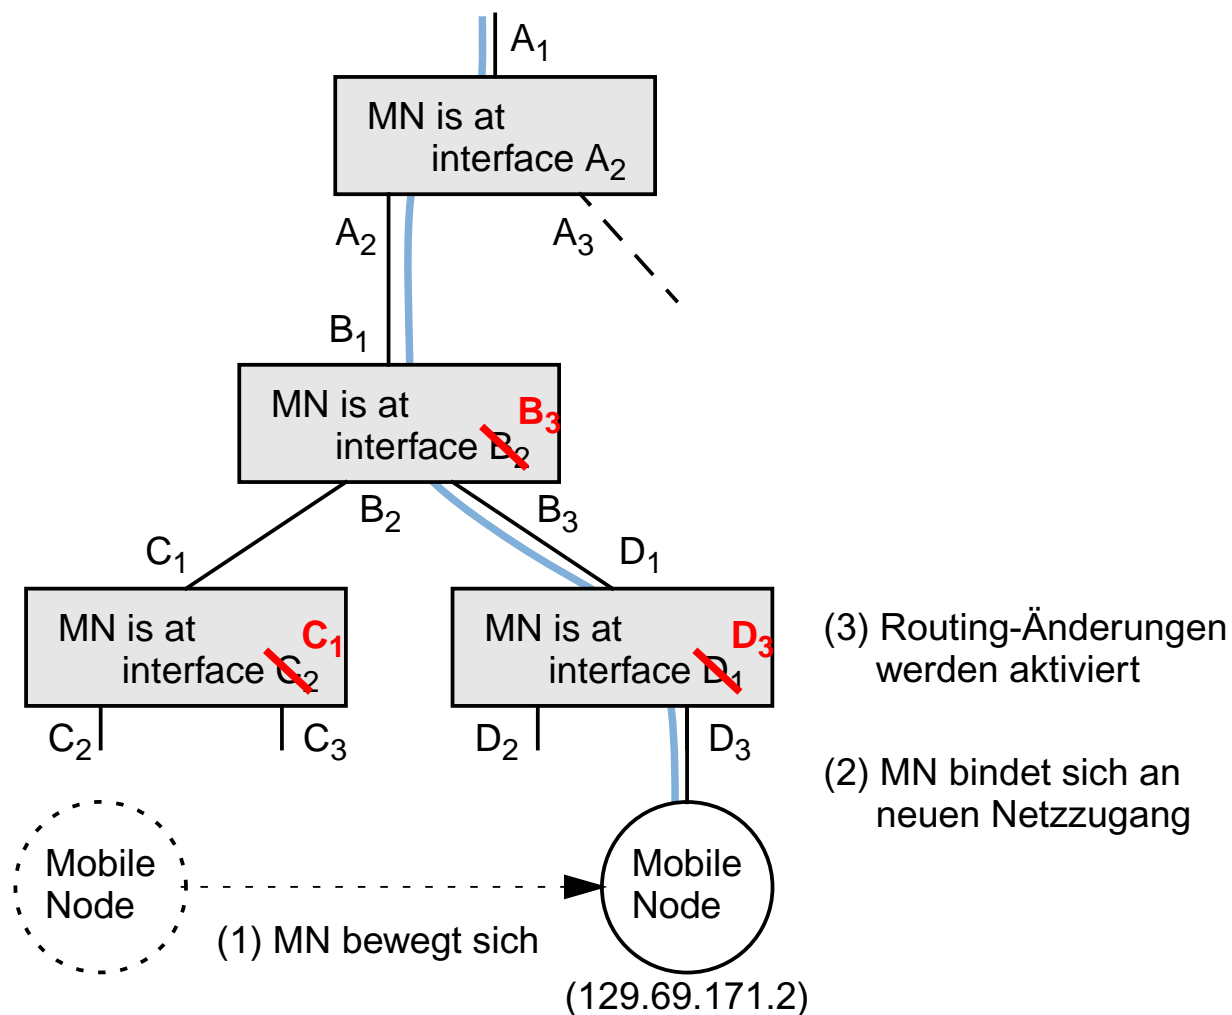 A1
MN is at
interface A2
A2
A3
B1
MN is at B3
interface B2
B2
B3
C1
D1
MN is at C1
interface C2
MN is at D3
interface D1
(3) Routing-Änderungen
werden aktiviert
C2
C3
D2
D3
(2) MN bindet sich an
neuen Netzzugang
Mobile
Node
Mobile
Node
(1) MN bewegt sich
(129.69.171.2)